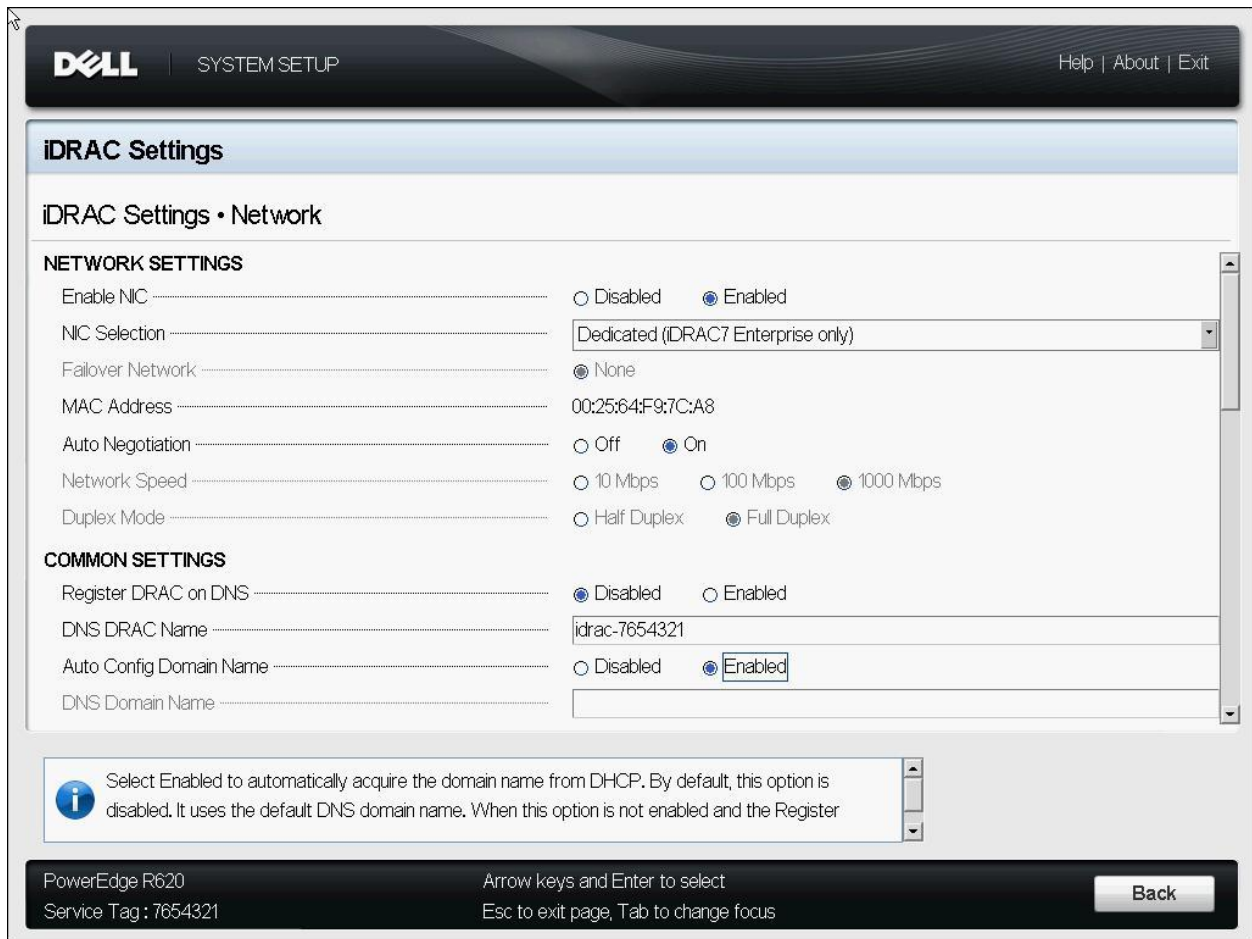 DELL SYSTEM SETUP Help | About | Exit
iDRAC Settings
iDRAC Settings • Network
NETWORK SETTINGS
Enable NIC Disabled Enabled
NIC Selection Dedicated (iDRAC7 Enterprise only)
Failover Network None
MAC Address 00:25:64:F9:7C:A8
Auto Negotiation Off On
Network Speed 10 Mbps 100 Mbps 1000 Mbps
Duplex Mode Half Duplex Full Duplex
COMMON SETTINGS
Register DRAC on DNS Disabled Enabled
DNS DRAC Name idrac-7654321
Auto Config Domain Name Disabled Enabled
DNS Domain Name
Select Enabled to automatically acquire the domain name from DHCP. By default, this option is
disabled. It uses the default DNS domain name. When this option is not enabled and the Register
PowerEdge R620 Arrow keys and Enter to select
Service Tag : 7654321 Esc to exit page, Tab to change focus
Back